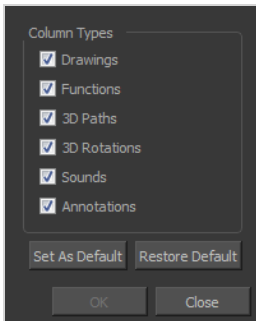 Column Types
Drawings
Functions
3D Paths
3D Rotations
Sounds
Annotations
Set As Default Restore Default
OK Close